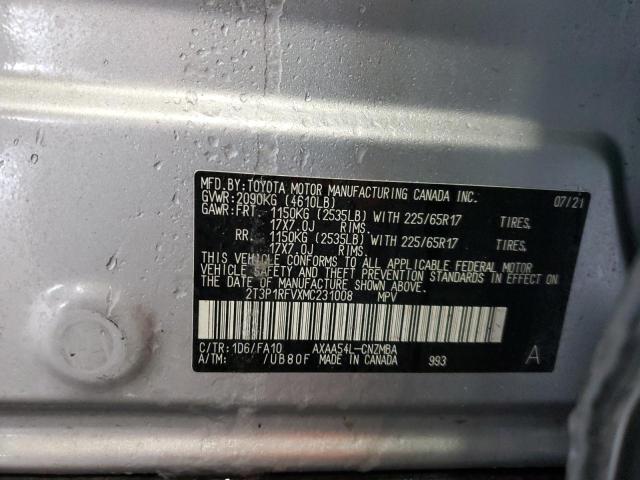 MFD.BY:TOYOTA MOTOR MANUFACTURING CANADA INC. 07/21
GVWR:2090KG (4610LB)
GAWR:FRT 1150KG (2535LB) WITH 225/65R17 TIRES.
17X7.0J RIMS.
RR. 1150KG (2535LB) WITH 225/65R17 TIRES.
17X7.0J RIMS.
THIS VEHICLE CONFORMS TO ALL APPLICABLE FEDERAL MOTOR
VEHICLE SAFETY AND THEFT PREVENTION STANDARDS IN EFFECT ON
THE DATE OF MANUFACTURE SHOWN ABOVE.
2T3P1RFVXMC231008 MPV
C/TR:1D6/FA10 AXAA54L-CNZMBA A
A/TM: /UB80F MADE IN CANADA 993